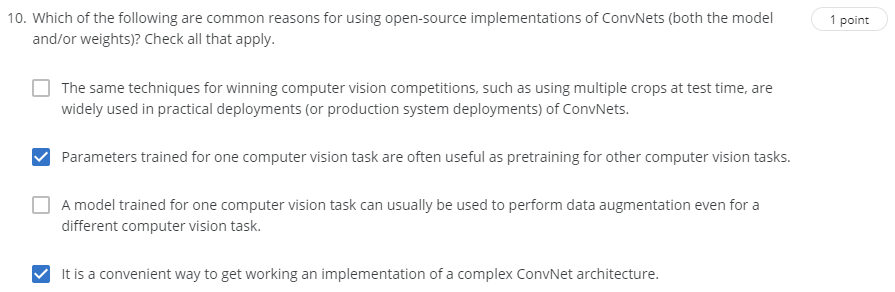 10. Which of the following are common reasons for using open-source implementations of ConvNets (both the model
1 point
and/or weights)? Check all that apply.
The same techniques for winning computer vision competitions, such as using multiple crops at test time, are
widely used in practical deployments (or production system deployments) of ConvNets.
Parameters trained for one computer vision task are often useful as pretraining for other computer vision tasks.
A model trained for one computer vision task can usually be used to perform data augmentation even for a
different computer vision task.
It is a convenient way to get working an implementation of a complex ConvNet architecture.